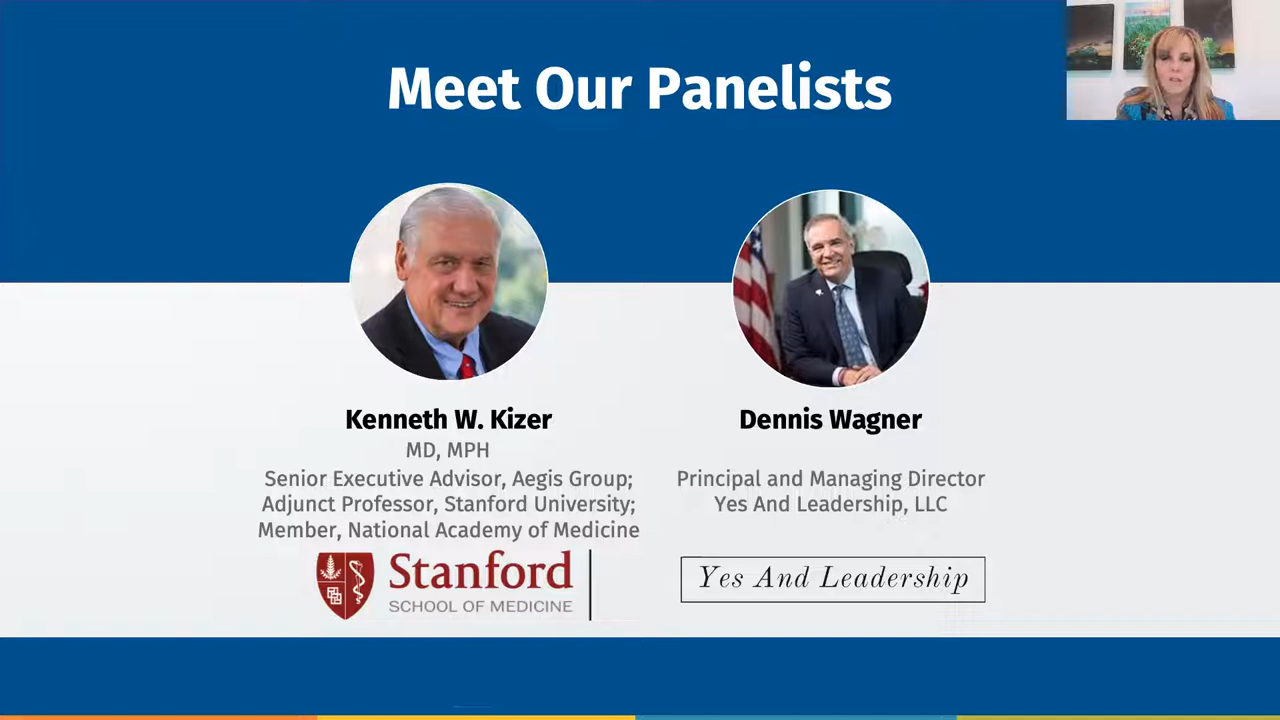 Meet Our Panelists
Kenneth W. Kizer
MD, MPH
Senior Executive Advisor, Aegis Group;
Adjunct Professor, Stanford University;
Member, National Academy of Medicine
Stanford
SCHOOL OF MEDICINE
Dennis Wagner
Principal and Managing Director
Yes And Leadership, LLC
Yes And Leadership